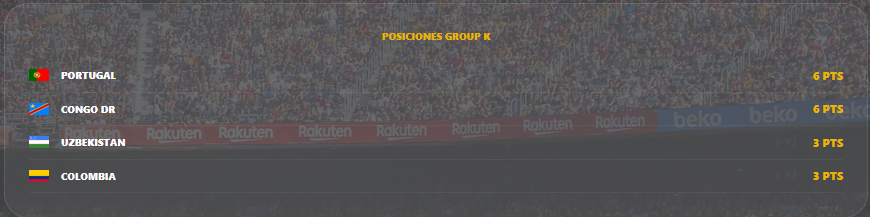 POSICIONES GROUP K
PORTUGAL 6 PTS
CONGO DR 6 PTS
Rakuten Rakuten Rakuten Rakuten Rakuten Rakuten Rakuten beko beko beko
UZBEKISTAN 3 PTS
COLOMBIA 3 PTS